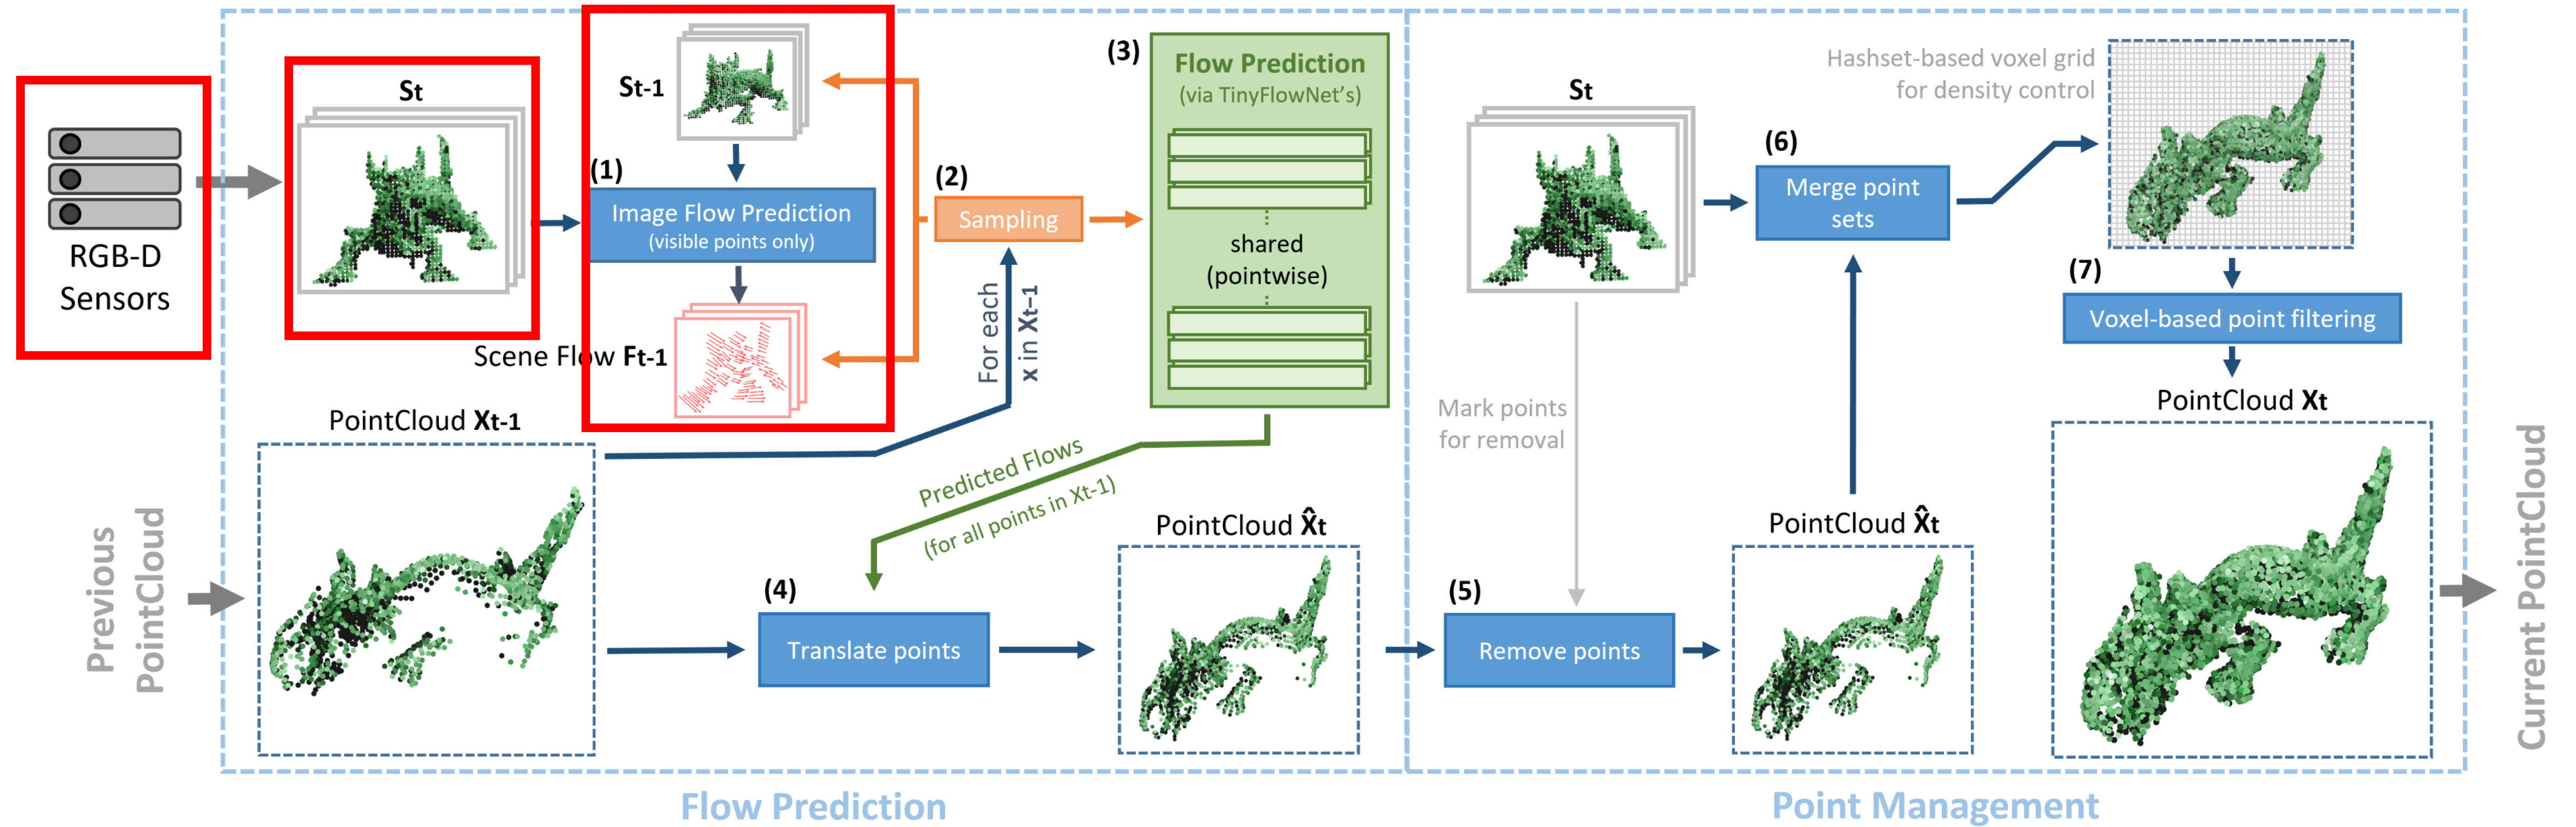 RGB-D
Sensors
St
St-1
(1)
Image Flow Prediction
(visible points only)
Scene Flow Ft-1
(2)
Sampling
For each
x in Xt-1
(3)
Flow Prediction
(via TinyFlowNet's)
shared
(pointwise)
Predicted Flows
(for all points in Xt-1)
Previous
PointCloud
PointCloud Xt-1
(4)
Translate points
PointCloud X̂t
Flow Prediction
St
Mark points
for removal
(5)
Remove points
PointCloud X̂t
(6)
Merge point
sets
Hashset-based voxel grid
for density control
(7)
Voxel-based point filtering
PointCloud Xt
Current PointCloud
Point Management